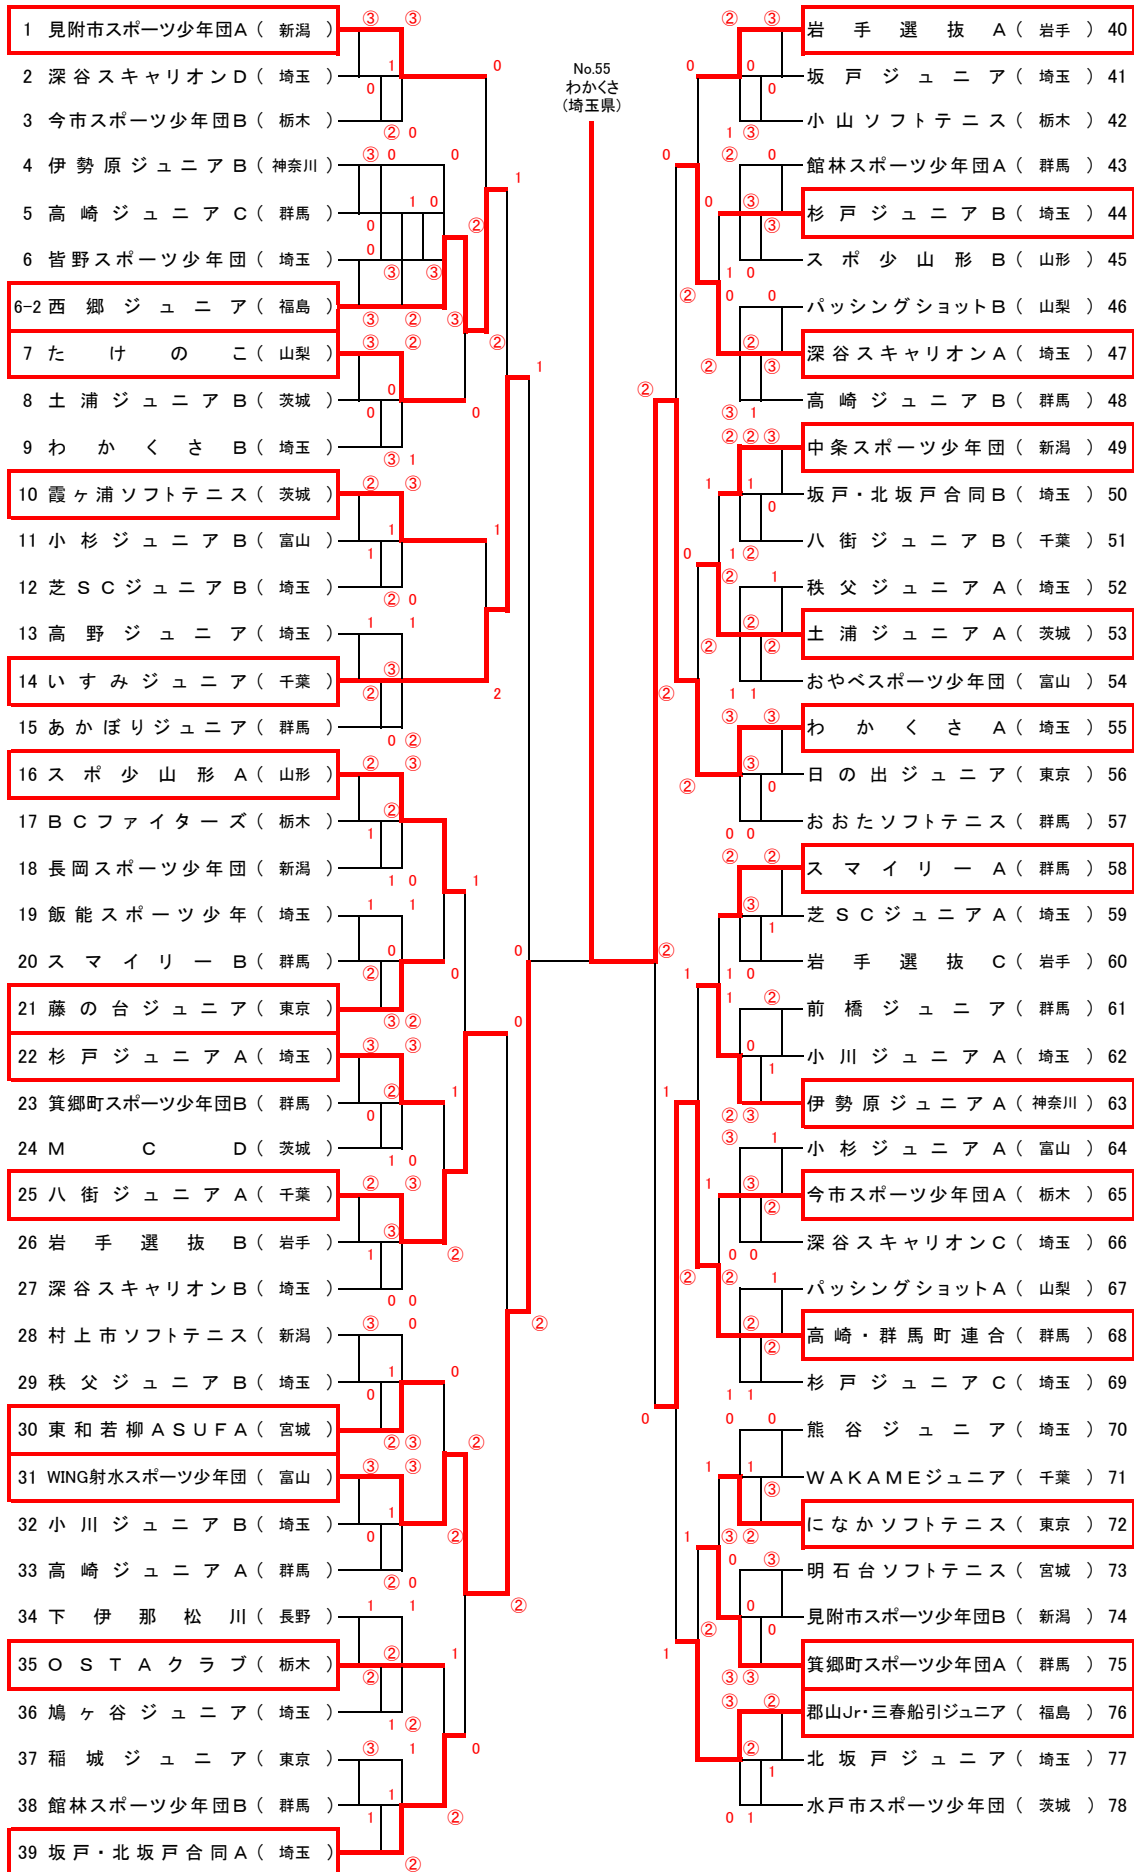 No.55
わかくさ
(埼玉県)
1 見附市スポーツ少年団A ( 新潟 )
2 深谷スキャリオンD ( 埼玉 )
3 今市スポーツ少年団B ( 栃木 )
4 伊勢原ジュニアB ( 神奈川 )
5 高崎ジュニアC ( 群馬 )
6 皆野スポーツ少年団 ( 埼玉 )
6-2 西郷ジュニア ( 福島 )
7 たけのこ ( 山梨 )
8 土浦ジュニアB ( 茨城 )
9 わかくさB ( 埼玉 )
10 霞ヶ浦ソフトテニス ( 茨城 )
11 小杉ジュニアB ( 富山 )
12 芝SCジュニアB ( 埼玉 )
13 高野ジュニア ( 埼玉 )
14 いすみジュニア ( 千葉 )
15 あかぼりジュニア ( 群馬 )
16 スポ少山形A ( 山形 )
17 BCファイターズ ( 栃木 )
18 長岡スポーツ少年団 ( 新潟 )
19 飯能スポーツ少年 ( 埼玉 )
20 スマイリーB ( 群馬 )
21 藤の台ジュニア ( 東京 )
22 杉戸ジュニアA ( 埼玉 )
23 箕郷町スポーツ少年団B ( 群馬 )
24 MCD ( 茨城 )
25 八街ジュニアA ( 千葉 )
26 岩手選抜B ( 岩手 )
27 深谷スキャリオンB ( 埼玉 )
28 村上市ソフトテニス ( 新潟 )
29 秩父ジュニアB ( 埼玉 )
30 東和若柳ASUFA ( 宮城 )
31 WING射水スポーツ少年団 ( 富山 )
32 小川ジュニアB ( 埼玉 )
33 高崎ジュニアA ( 群馬 )
34 下伊那松川 ( 長野 )
35 OSTAクラブ ( 栃木 )
36 鳩ヶ谷ジュニア ( 埼玉 )
37 稲城ジュニア ( 東京 )
38 館林スポーツ少年団B ( 群馬 )
39 坂戸・北坂戸合同A ( 埼玉 )
岩手選抜A ( 岩手 ) 40
坂戸ジュニア ( 埼玉 ) 41
小山ソフトテニス ( 栃木 ) 42
館林スポーツ少年団A ( 群馬 ) 43
杉戸ジュニアB ( 埼玉 ) 44
スポ少山形B ( 山形 ) 45
パッシングショットB ( 山梨 ) 46
深谷スキャリオンA ( 埼玉 ) 47
高崎ジュニアB ( 群馬 ) 48
中条スポーツ少年団 ( 新潟 ) 49
坂戸・北坂戸合同B ( 埼玉 ) 50
八街ジュニアB ( 千葉 ) 51
秩父ジュニアA ( 埼玉 ) 52
土浦ジュニアA ( 茨城 ) 53
おやべスポーツ少年団 ( 富山 ) 54
わかくさA ( 埼玉 ) 55
日の出ジュニア ( 東京 ) 56
おおたソフトテニス ( 群馬 ) 57
スマイリーA ( 群馬 ) 58
芝SCジュニアA ( 埼玉 ) 59
岩手選抜C ( 岩手 ) 60
前橋ジュニア ( 群馬 ) 61
小川ジュニアA ( 埼玉 ) 62
伊勢原ジュニアA ( 神奈川 ) 63
小杉ジュニアA ( 富山 ) 64
今市スポーツ少年団A ( 栃木 ) 65
深谷スキャリオンC ( 埼玉 ) 66
パッシングショットA ( 山梨 ) 67
高崎・群馬町連合 ( 群馬 ) 68
杉戸ジュニアC ( 埼玉 ) 69
熊谷ジュニア ( 埼玉 ) 70
WAKAMEジュニア ( 千葉 ) 71
になかソフトテニス ( 東京 ) 72
明石台ソフトテニス ( 宮城 ) 73
見附市スポーツ少年団B ( 新潟 ) 74
箕郷町スポーツ少年団A ( 群馬 ) 75
郡山Jr・三春船引ジュニア ( 福島 ) 76
北坂戸ジュニア ( 埼玉 ) 77
水戸市スポーツ少年団 ( 茨城 ) 78